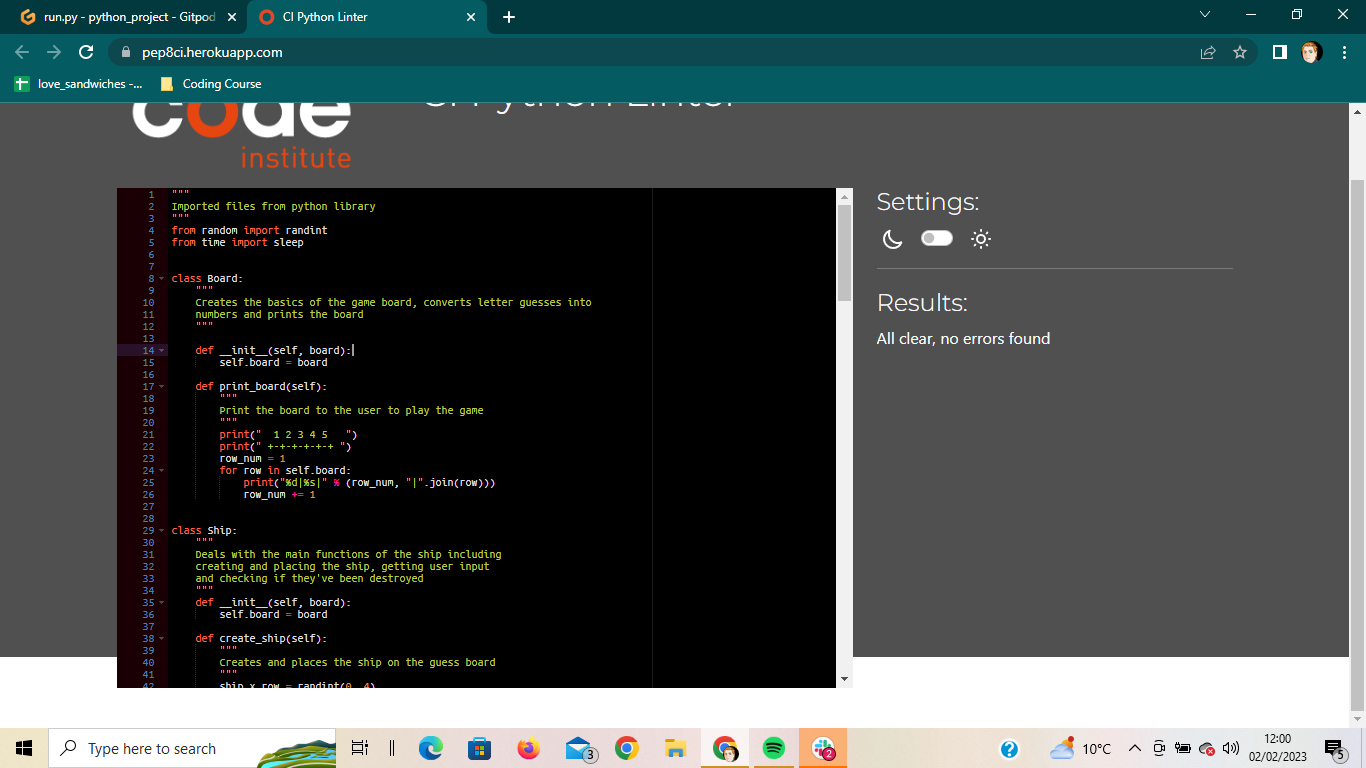 run.py - python_project - Gitpod
CI Python Linter
pep8ci.herokuapp.com
love_sandwiches -...
Coding Course
CI Python Linter
code
institute
1 """
2 Imported files from python library
3 """
4 from random import randint
5 from time import sleep
6
7
8 class Board:
9 """
10 Creates the basics of the game board, converts letter guesses into
11 numbers and prints the board
12 """
13
14 def __init__(self, board):
15 self.board = board
16
17 def print_board(self):
18 """
19 Print the board to the user to play the game
20 """
21 print("  1 2 3 4 5   ")
22 print(" +-+-+-+-+-+ ")
23 row_num = 1
24 for row in self.board:
25 print("%d|%s|" % (row_num, "|".join(row)))
26 row_num += 1
27
28
29 class Ship:
30 """
31 Deals with the main functions of the ship including
32 creating and placing the ship, getting user input
33 and checking if they've been destroyed
34 """
35 def __init__(self, board):
36 self.board = board
37
38 def create_ship(self):
39 """
40 Creates and places the ship on the guess board
41 """
42 ship_x_row = randint(0, 4)
Settings:
Results:
All clear, no errors found
Type here to search
3
2
10°C
12:00
02/02/2023
5